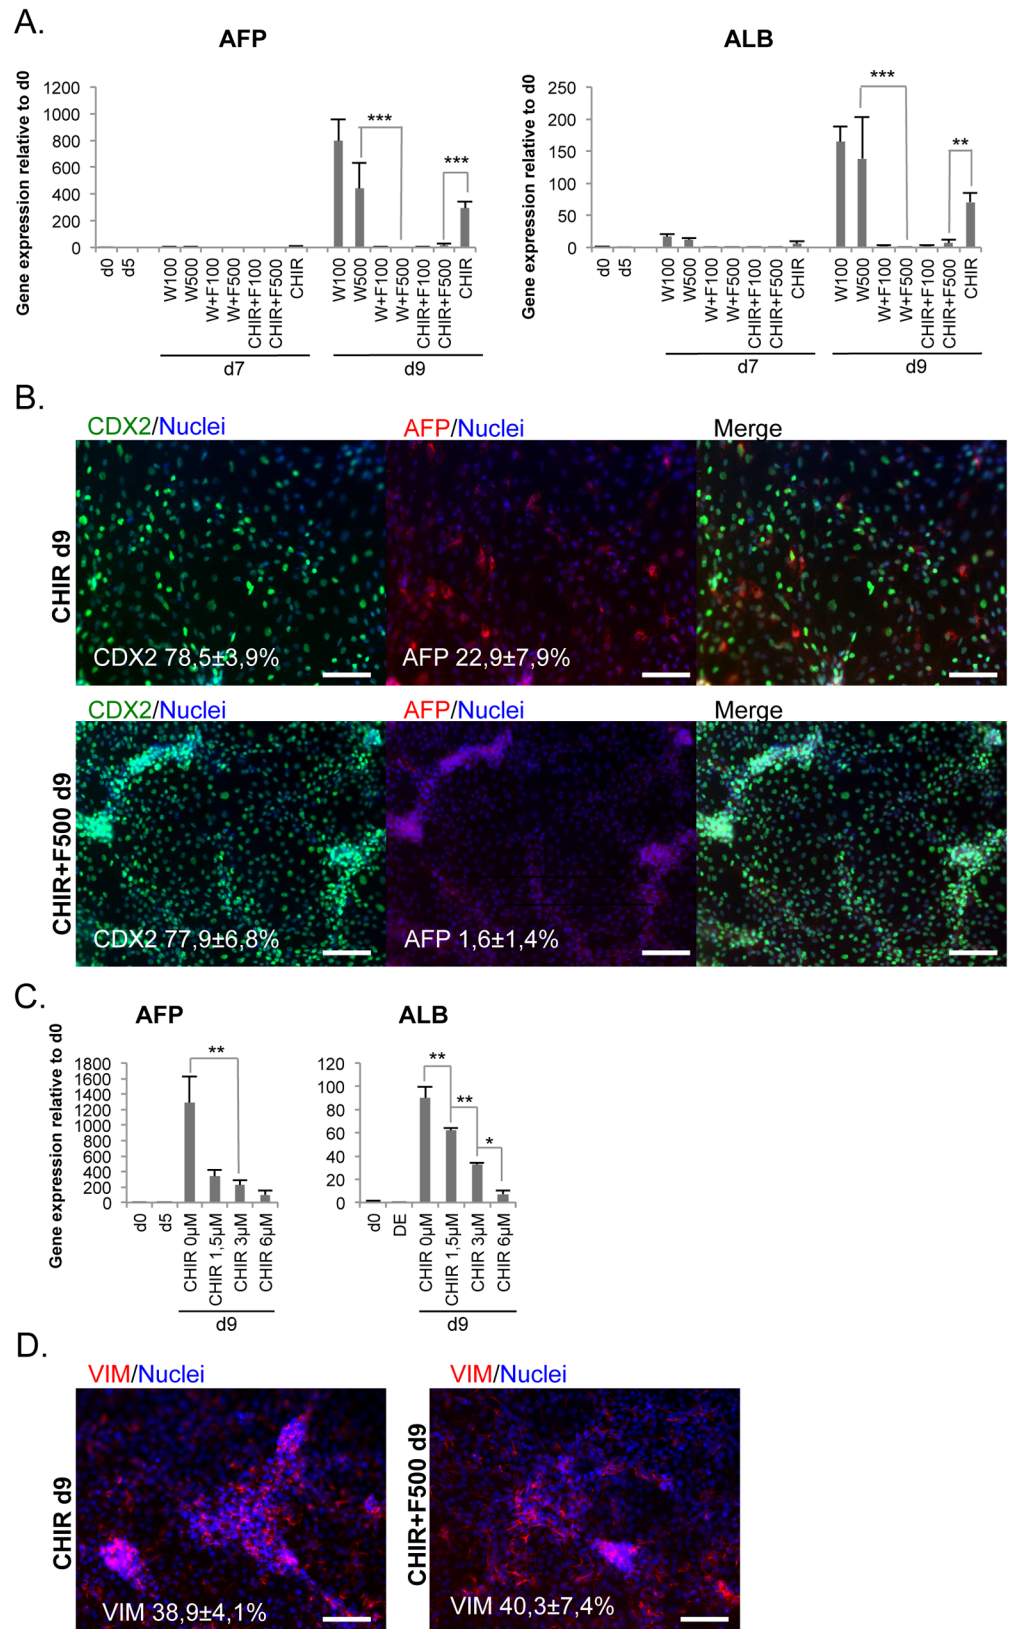 A.
AFP
Gene expression relative to d0
1200
1000
800
600
400
200
0
***
***
d0
d5
W100
W500
W+F100
W+F500
CHIR+F100
CHIR+F500
CHIR
W100
W500
W+F100
W+F500
CHIR+F100
CHIR+F500
CHIR
d7
d9
ALB
Gene expression relative to d0
250
200
150
100
50
0
***
**
d0
d5
W100
W500
W+F100
W+F500
CHIR+F100
CHIR+F500
CHIR
W100
W500
W+F100
W+F500
CHIR+F100
CHIR+F500
CHIR
d7
d9
B.
CDX2/Nuclei
AFP/Nuclei
Merge
CHIR d9
CDX2 78,5±3,9%
AFP 22,9±7,9%
CDX2/Nuclei
AFP/Nuclei
Merge
CHIR+F500 d9
CDX2 77,9±6,8%
AFP 1,6±1,4%
C.
AFP
Gene expression relative to d0
1800
1600
1400
1200
1000
800
600
400
200
0
**
d0
d5
CHIR 0µM
CHIR 1,5µM
CHIR 3µM
CHIR 6µM
d9
ALB
120
100
80
60
40
20
0
**
**
*
d0
DE
CHIR 0µM
CHIR 1,5µM
CHIR 3µM
CHIR 6µM
d9
D.
VIM/Nuclei
VIM/Nuclei
CHIR d9
VIM 38,9±4,1%
CHIR+F500 d9
VIM 40,3±7,4%